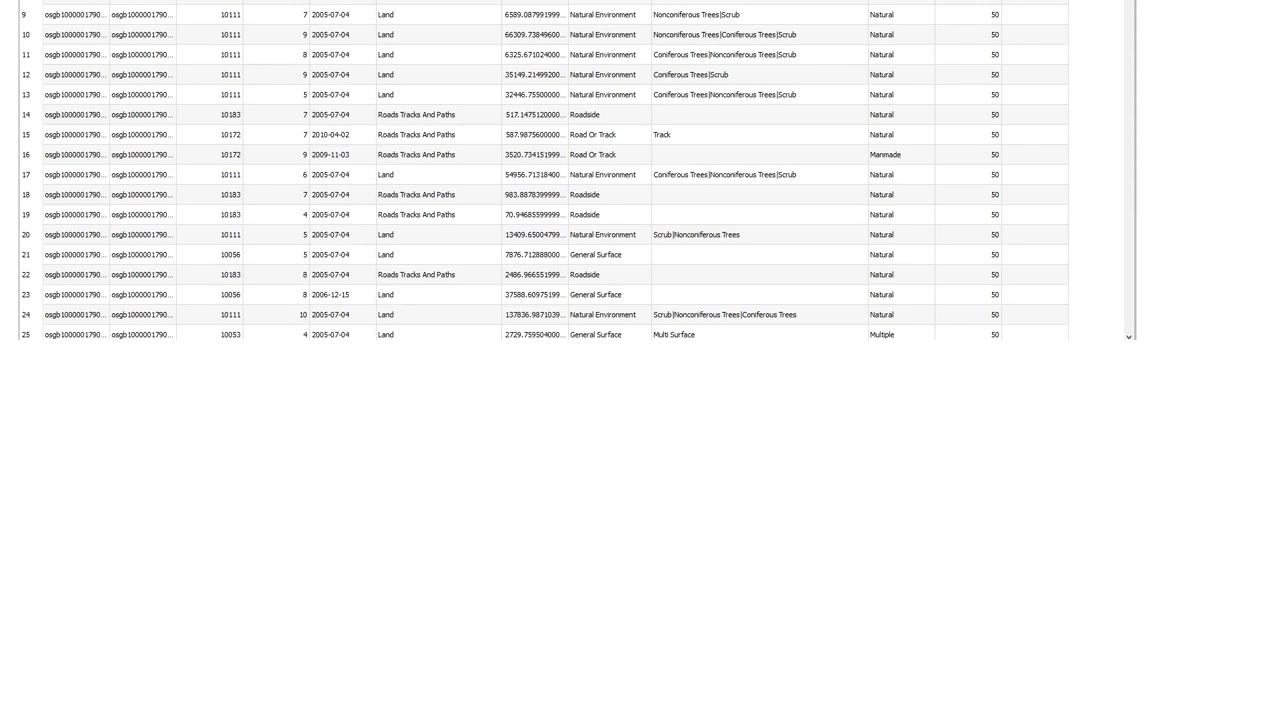 9 osgb1000001790... osgb1000001790... 10111 7 2005-07-04 Land 6589.087991999... Natural Environment Nonconiferous Trees|Scrub Natural 50
10 osgb1000001790... osgb1000001790... 10111 9 2005-07-04 Land 66309.73849600... Natural Environment Nonconiferous Trees|Coniferous Trees|Scrub Natural 50
11 osgb1000001790... osgb1000001790... 10111 8 2005-07-04 Land 6325.671024000... Natural Environment Coniferous Trees|Nonconiferous Trees|Scrub Natural 50
12 osgb1000001790... osgb1000001790... 10111 9 2005-07-04 Land 35149.21499200... Natural Environment Coniferous Trees|Scrub Natural 50
13 osgb1000001790... osgb1000001790... 10111 5 2005-07-04 Land 32446.75500000... Natural Environment Coniferous Trees|Nonconiferous Trees|Scrub Natural 50
14 osgb1000001790... osgb1000001790... 10183 7 2005-07-04 Roads Tracks And Paths 517.1475120000... Roadside Natural 50
15 osgb1000001790... osgb1000001790... 10172 7 2010-04-02 Roads Tracks And Paths 587.9875600000... Road Or Track Track Natural 50
16 osgb1000001790... osgb1000001790... 10172 9 2009-11-03 Roads Tracks And Paths 3520.734151999... Road Or Track Manmade 50
17 osgb1000001790... osgb1000001790... 10111 6 2005-07-04 Land 54956.71318400... Natural Environment Coniferous Trees|Nonconiferous Trees|Scrub Natural 50
18 osgb1000001790... osgb1000001790... 10183 7 2005-07-04 Roads Tracks And Paths 983.8878399999... Roadside Natural 50
19 osgb1000001790... osgb1000001790... 10183 4 2005-07-04 Roads Tracks And Paths 70.94685599999... Roadside Natural 50
20 osgb1000001790... osgb1000001790... 10111 5 2005-07-04 Land 13409.65004799... Natural Environment Scrub|Nonconiferous Trees Natural 50
21 osgb1000001790... osgb1000001790... 10056 5 2005-07-04 Land 7876.712888000... General Surface Natural 50
22 osgb1000001790... osgb1000001790... 10183 8 2005-07-04 Roads Tracks And Paths 2486.966551999... Roadside Natural 50
23 osgb1000001790... osgb1000001790... 10056 8 2006-12-15 Land 37588.60975199... General Surface Natural 50
24 osgb1000001790... osgb1000001790... 10111 10 2005-07-04 Land 137836.9871039... Natural Environment Scrub|Nonconiferous Trees|Coniferous Trees Natural 50
25 osgb1000001790... osgb1000001790... 10053 4 2005-07-04 Land 2729.759504000... General Surface Multi Surface Multiple 50